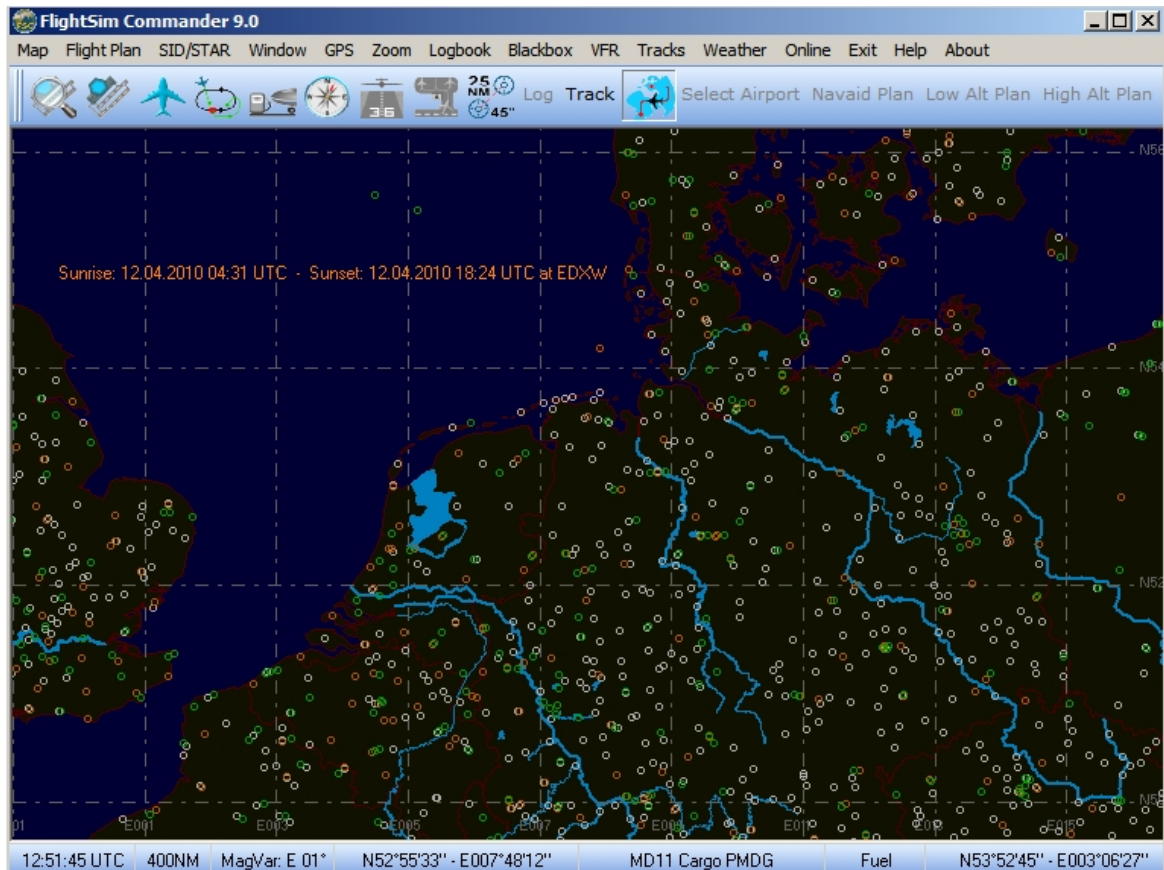 FlightSim Commander 9.0
Map Flight Plan SID/STAR Window GPS Zoom Logbook Blackbox VFR Tracks Weather Online Exit Help About
36 25 NM 45" Log Track Select Airport Navaid Plan Low Alt Plan High Alt Plan
N56
Sunrise: 12.04.2010 04:31 UTC - Sunset: 12.04.2010 18:24 UTC at EDXW
N54
N52
E001 E003 E005 E007 E009 E011 E013 E015
12:51:45 UTC 400NM MagVar: E 01° N52°55'33" - E007°48'12" MD11 Cargo PMDG Fuel N53°52'45" - E003°06'27"